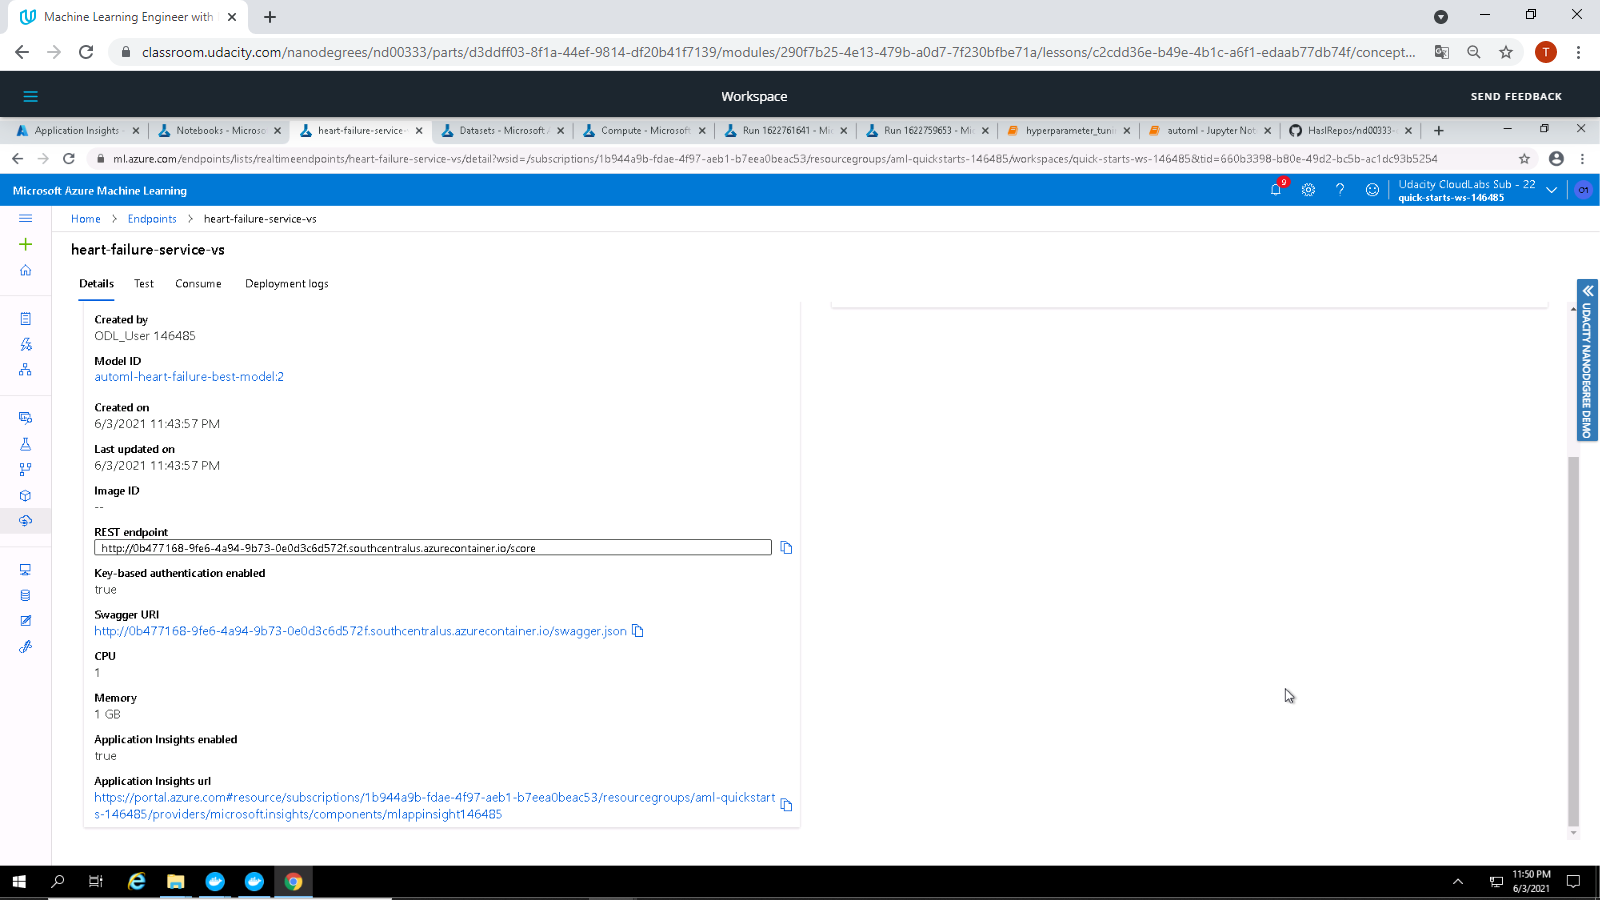 Machine Learning Engineer with
classroom.udacity.com/nanodegrees/nd00333/parts/d3ddff03-8f1a-44ef-9814-df20b41f7139/modules/290f7b25-4e13-479b-a0d7-7f230bfbe71a/lessons/c2cdd36e-b49e-4b1c-a6f1-edaab77db74f/concept...
T
Workspace
SEND FEEDBACK
Application Insights -
Notebooks - Microso
heart-failure-service-
Datasets - Microsoft A
Compute - Microsoft
Run 1622761641 - Mi
Run 1622759653 - Mi
hyperparameter_tuni
automl - Jupyter Not
HaslRepos/nd00333-
ml.azure.com/endpoints/lists/realtimeendpoints/heart-failure-service-vs/detail?wsid=/subscriptions/1b944a9b-fdae-4f97-aeb1-b7eea0beac53/resourcegroups/aml-quickstarts-146485/workspaces/quick-starts-ws-146485&tid=660b3398-b80e-49d2-bc5b-ac1dc93b5254
Microsoft Azure Machine Learning
9
Udacity CloudLabs Sub - 22
quick-starts-ws-146485
O1
Home > Endpoints > heart-failure-service-vs
heart-failure-service-vs
Details Test Consume Deployment logs
UDACITY NANODEGREE DEMO
Created by
ODL_User 146485
Model ID
automl-heart-failure-best-model:2
Created on
6/3/2021 11:43:57 PM
Last updated on
6/3/2021 11:43:57 PM
Image ID
--
REST endpoint
http://0b477168-9fe6-4a94-9b73-0e0d3c6d572f.southcentralus.azurecontainer.io/score
Key-based authentication enabled
true
Swagger URI
http://0b477168-9fe6-4a94-9b73-0e0d3c6d572f.southcentralus.azurecontainer.io/swagger.json
CPU
1
Memory
1 GB
Application Insights enabled
true
Application Insights url
https://portal.azure.com#resource/subscriptions/1b944a9b-fdae-4f97-aeb1-b7eea0beac53/resourcegroups/aml-quickstart
s-146485/providers/microsoft.insights/components/mlappinsight146485
11:50 PM
6/3/2021